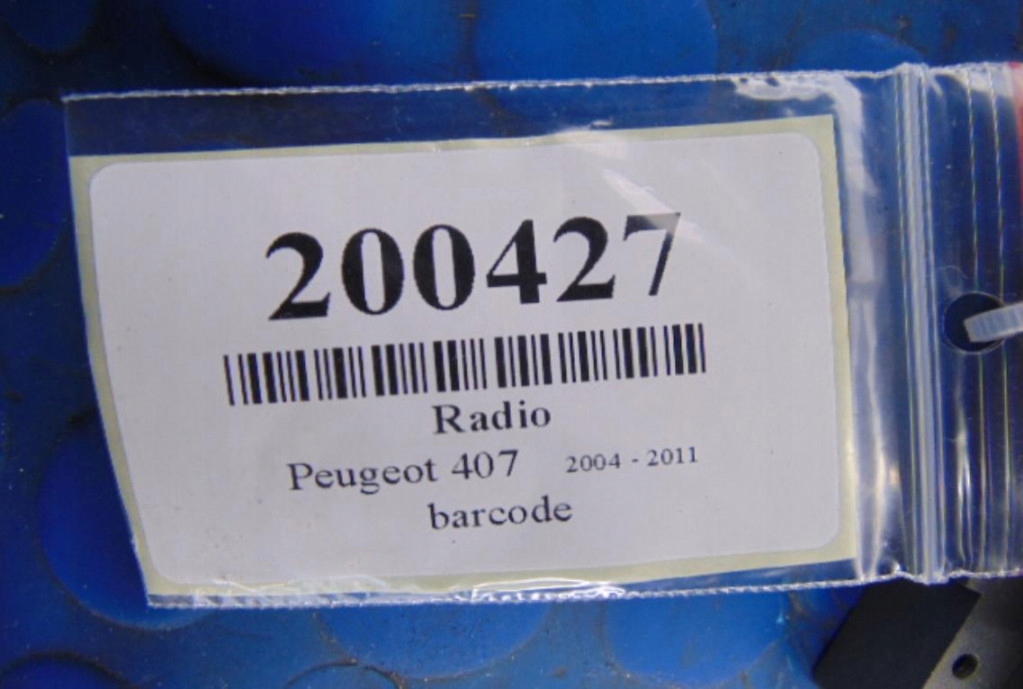 200427
Radio
Peugeot 407 2004 - 2011
barcode